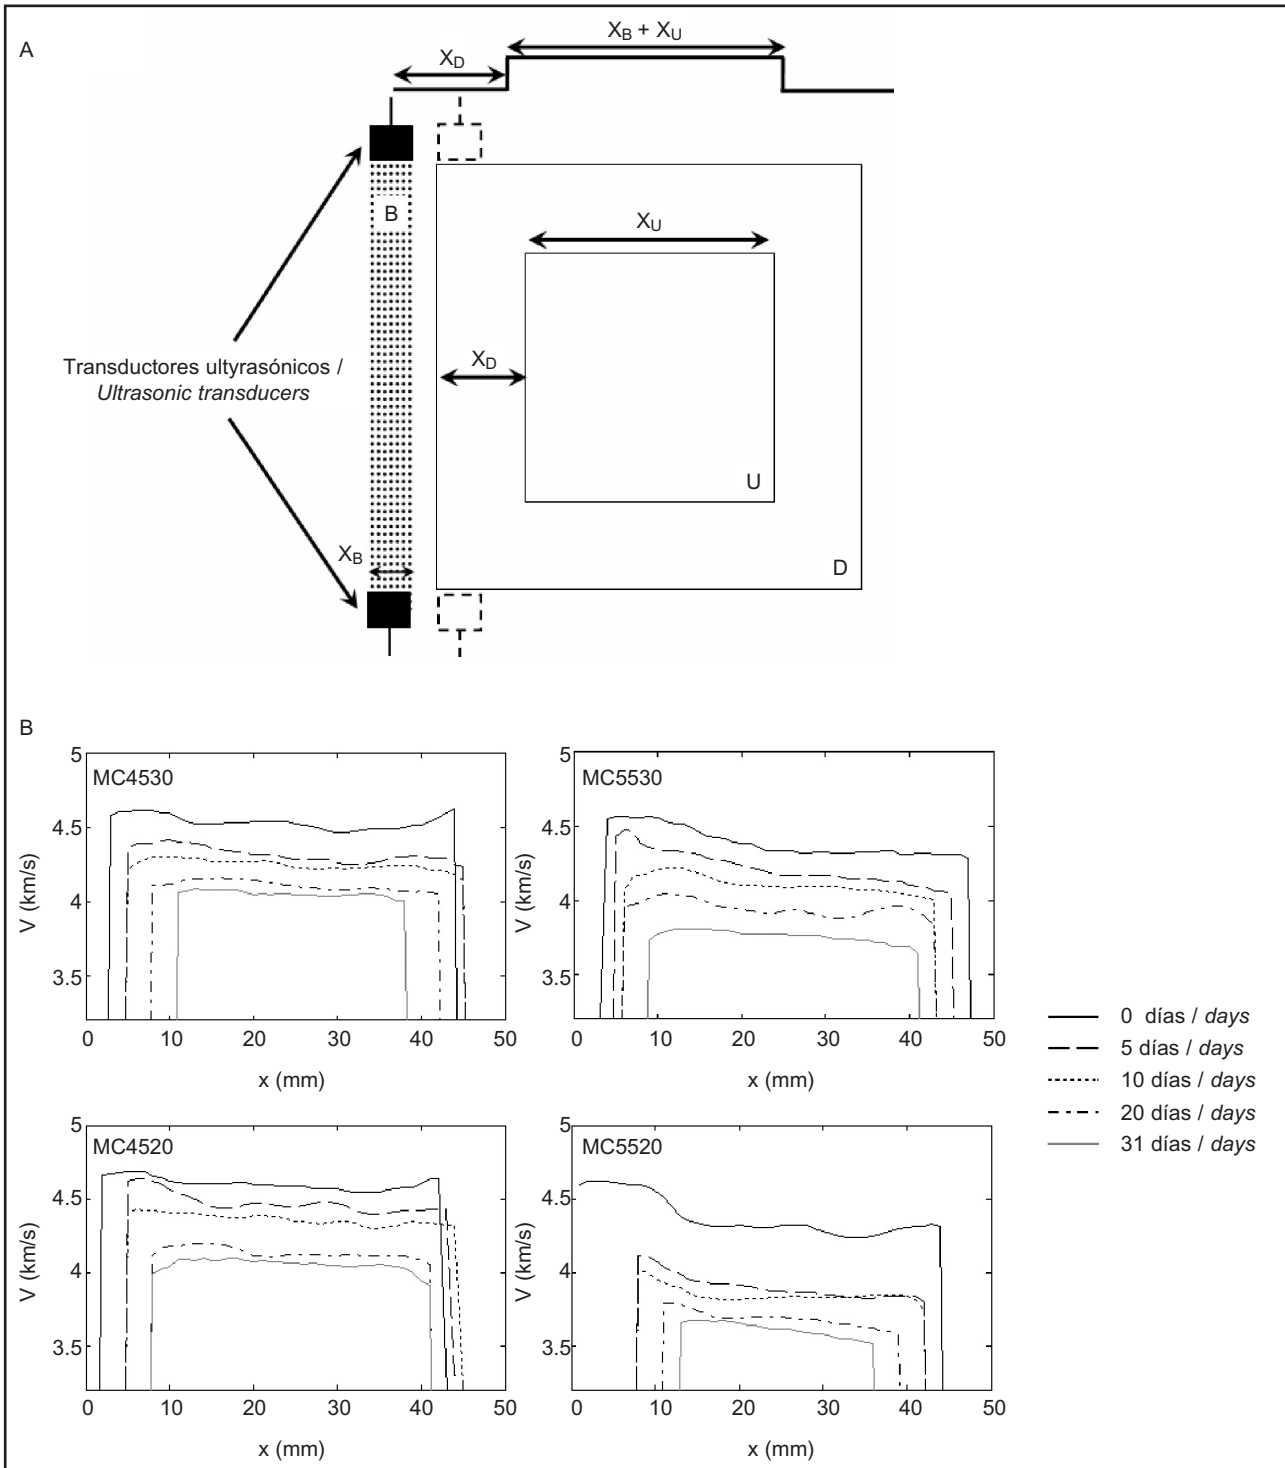 A
X_B + X_U
X_D
B
X_U
X_D
Transductores ultyrasónicos /
Ultrasonic transducers
U
X_B
D
B
5
4.5
4
3.5
V (km/s)
MC4530
0 10 20 30 40 50
x (mm)
5
4.5
4
3.5
V (km/s)
MC5530
0 10 20 30 40 50
x (mm)
0 días / days
5 días / days
10 días / days
20 días / days
31 días / days
5
4.5
4
3.5
V (km/s)
MC4520
0 10 20 30 40 50
x (mm)
5
4.5
4
3.5
V (km/s)
MC5520
0 10 20 30 40 50
x (mm)